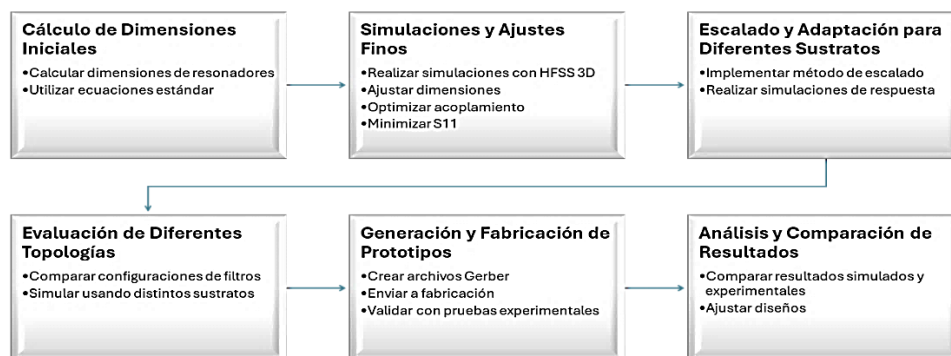 Cálculo de Dimensiones
Iniciales
•Calcular dimensiones de resonadores
•Utilizar ecuaciones estándar
Simulaciones y Ajustes
Finos
•Realizar simulaciones con HFSS 3D
•Ajustar dimensiones
•Optimizar acoplamiento
•Minimizar S11
Escalado y Adaptación para
Diferentes Sustratos
•Implementar método de escalado
•Realizar simulaciones de respuesta
Evaluación de Diferentes
Topologías
•Comparar configuraciones de filtros
•Simular usando distintos sustratos
Generación y Fabricación de
Prototipos
•Crear archivos Gerber
•Enviar a fabricación
•Validar con pruebas experimentales
Análisis y Comparación de
Resultados
•Comparar resultados simulados y
experimentales
•Ajustar diseños